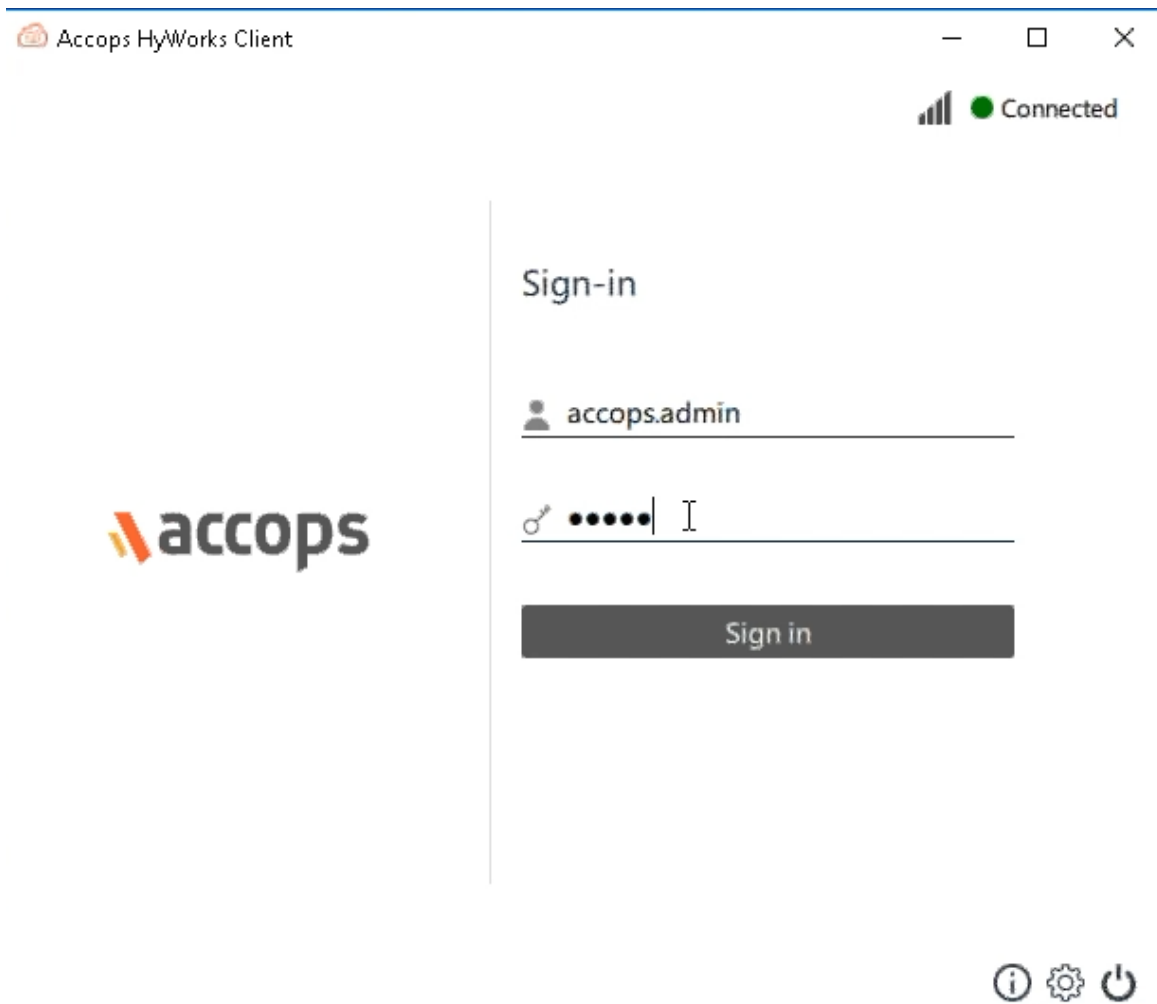 Accops HyWorks Client
Connected
Sign-in
accops.admin
•••••
accops
Sign in